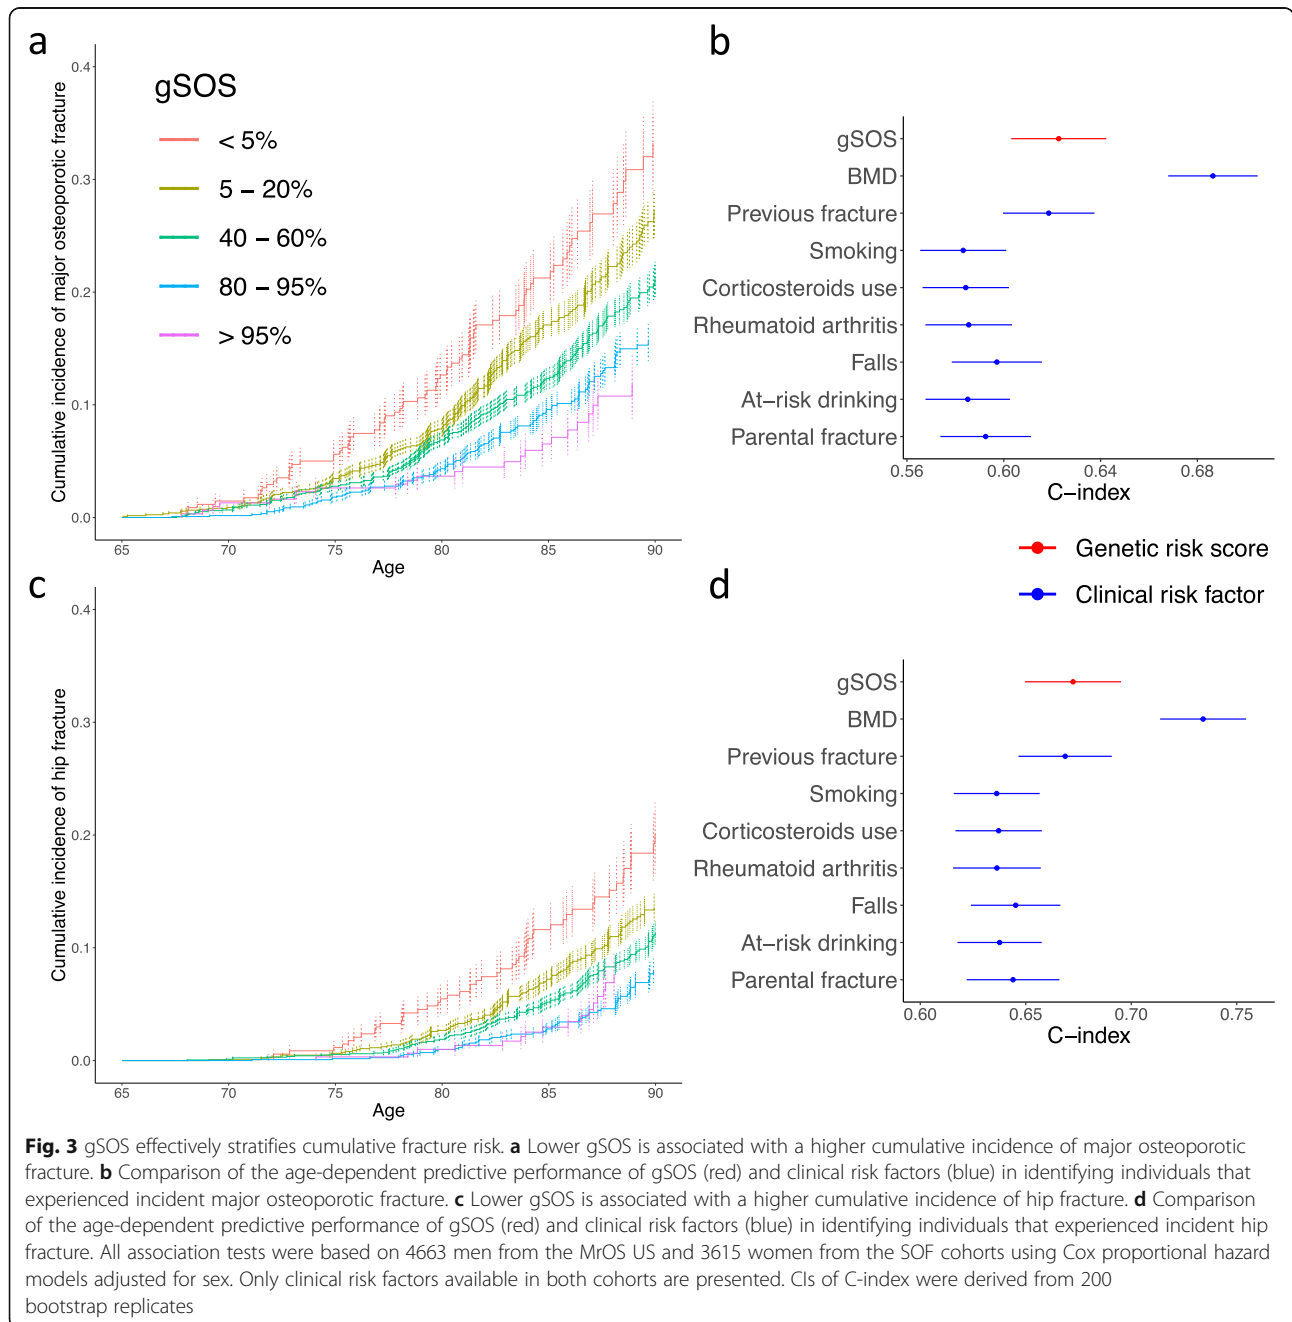 a
0.4
0.3
0.2
0.1
0.0
Cumulative incidence of major osteoporotic fracture
gSOS
< 5%
5 – 20%
40 – 60%
80 – 95%
> 95%
65 70 75 80 85 90
Age
b
gSOS
BMD
Previous fracture
Smoking
Corticosteroids use
Rheumatoid arthritis
Falls
At–risk drinking
Parental fracture
0.56 0.60 0.64 0.68
C–index
Genetic risk score
Clinical risk factor
c
0.4
0.3
0.2
0.1
0.0
Cumulative incidence of hip fracture
65 70 75 80 85 90
Age
d
gSOS
BMD
Previous fracture
Smoking
Corticosteroids use
Rheumatoid arthritis
Falls
At–risk drinking
Parental fracture
0.60 0.65 0.70 0.75
C–index
Fig. 3 gSOS effectively stratifies cumulative fracture risk. a Lower gSOS is associated with a higher cumulative incidence of major osteoporotic
fracture. b Comparison of the age-dependent predictive performance of gSOS (red) and clinical risk factors (blue) in identifying individuals that
experienced incident major osteoporotic fracture. c Lower gSOS is associated with a higher cumulative incidence of hip fracture. d Comparison
of the age-dependent predictive performance of gSOS (red) and clinical risk factors (blue) in identifying individuals that experienced incident hip
fracture. All association tests were based on 4663 men from the MrOS US and 3615 women from the SOF cohorts using Cox proportional hazard
models adjusted for sex. Only clinical risk factors available in both cohorts are presented. CIs of C-index were derived from 200
bootstrap replicates